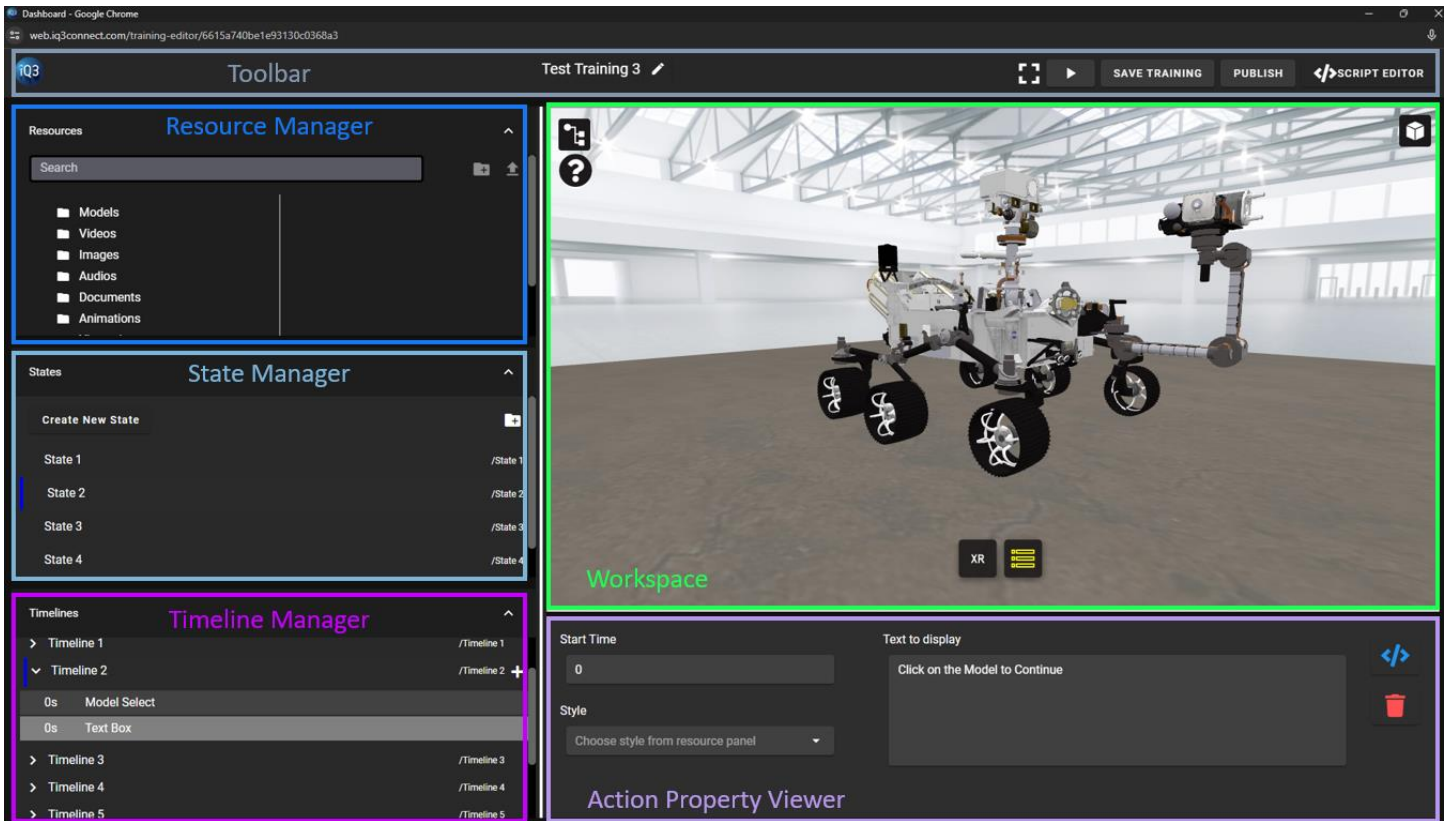 Dashboard - Google Chrome
web.iq3connect.com/training-editor/6615a740be1e93130c0368a3
iQ3
Toolbar
Test Training 3
SAVE TRAINING
PUBLISH
</>SCRIPT EDITOR
Resources
Resource Manager
Search
Models
Videos
Images
Audios
Documents
Animations
States
State Manager
Create New State
State 1 /State 1
State 2 /State 2
State 3 /State 3
State 4 /State 4
Timelines
Timeline Manager
Timeline 1 /Timeline 1
Timeline 2 /Timeline 2
0s Model Select
0s Text Box
Timeline 3 /Timeline 3
Timeline 4 /Timeline 4
Timeline 5 /Timeline 5
?
XR
Workspace
Start Time
0
Style
Choose style from resource panel
Text to display
Click on the Model to Continue
</>
Action Property Viewer